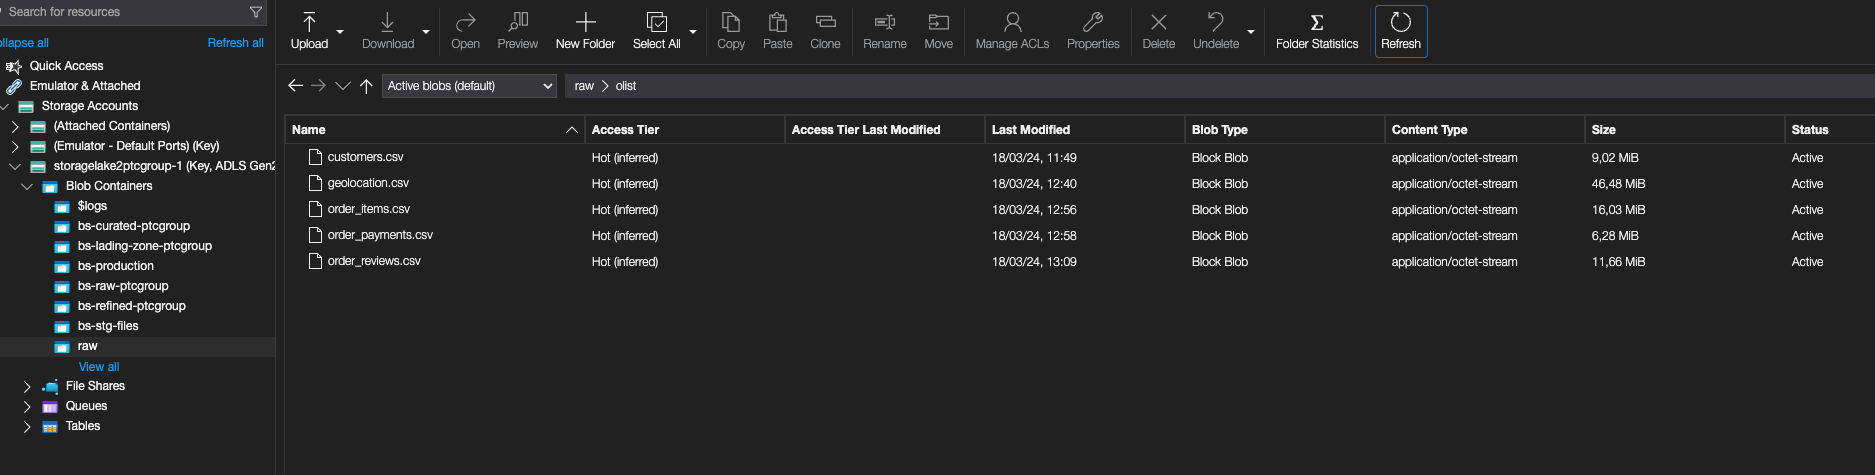 Search for resources
ollapse all Refresh all
Quick Access
Emulator & Attached
Storage Accounts
(Attached Containers)
(Emulator - Default Ports) (Key)
storagelake2ptcgroup-1 (Key, ADLS Gen2
Blob Containers
$logs
bs-curated-ptcgroup
bs-lading-zone-ptcgroup
bs-production
bs-raw-ptcgroup
bs-refined-ptcgroup
bs-stg-files
raw
View all
File Shares
Queues
Tables
Upload Download Open Preview New Folder Select All Copy Paste Clone Rename Move Manage ACLs Properties Delete Undelete Folder Statistics Refresh
Active blobs (default) raw > olist
Name Access Tier Access Tier Last Modified Last Modified Blob Type Content Type Size Status
customers.csv Hot (inferred) 18/03/24, 11:49 Block Blob application/octet-stream 9,02 MiB Active
geolocation.csv Hot (inferred) 18/03/24, 12:40 Block Blob application/octet-stream 46,48 MiB Active
order_items.csv Hot (inferred) 18/03/24, 12:56 Block Blob application/octet-stream 16,03 MiB Active
order_payments.csv Hot (inferred) 18/03/24, 12:58 Block Blob application/octet-stream 6,28 MiB Active
order_reviews.csv Hot (inferred) 18/03/24, 13:09 Block Blob application/octet-stream 11,66 MiB Active